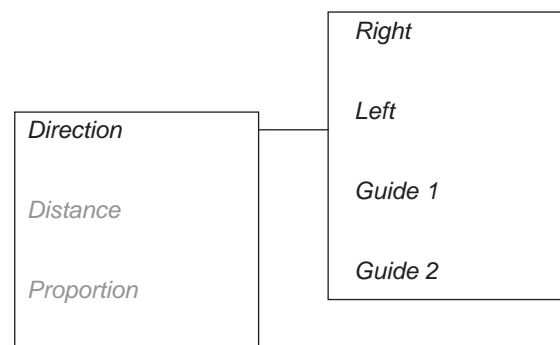 Right
Left
Guide 1
Guide 2
Direction
Distance
Proportion